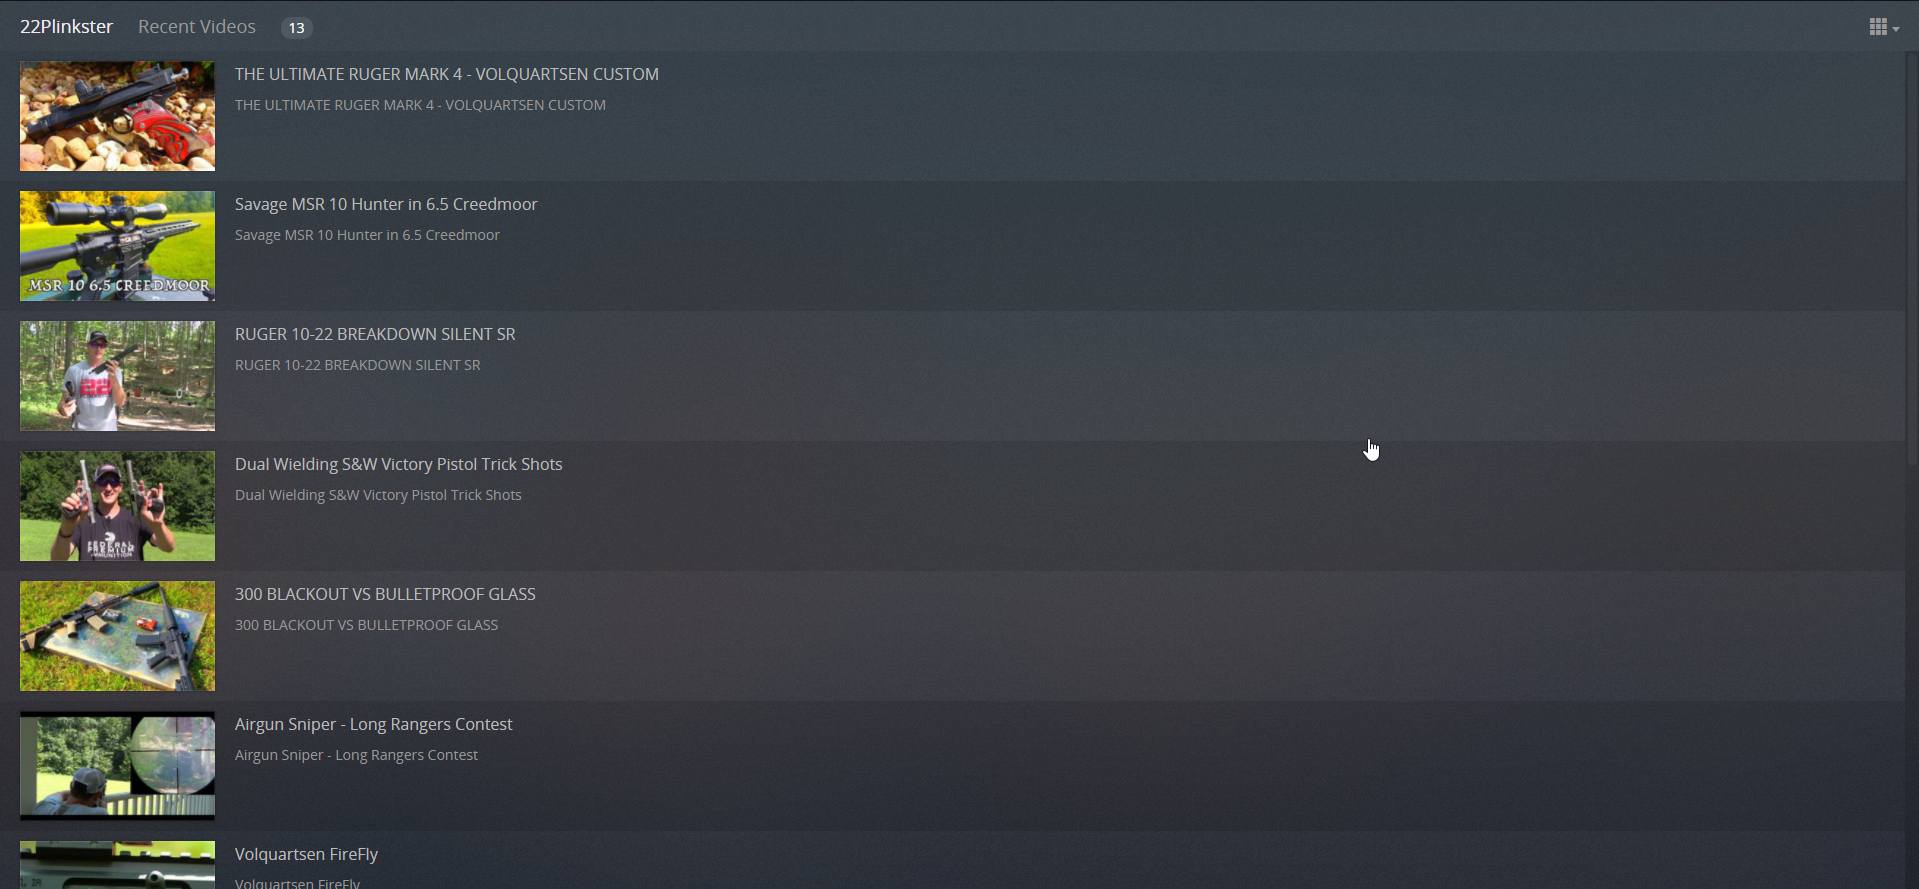 22Plinkster Recent Videos 13
THE ULTIMATE RUGER MARK 4 - VOLQUARTSEN CUSTOM
THE ULTIMATE RUGER MARK 4 - VOLQUARTSEN CUSTOM
Savage MSR 10 Hunter in 6.5 Creedmoor
Savage MSR 10 Hunter in 6.5 Creedmoor
MSR 10 6.5 CREEDMOOR
RUGER 10-22 BREAKDOWN SILENT SR
RUGER 10-22 BREAKDOWN SILENT SR
22
Dual Wielding S&W Victory Pistol Trick Shots
Dual Wielding S&W Victory Pistol Trick Shots
FEDERAL
PREMIUM
AMMUNITION
300 BLACKOUT VS BULLETPROOF GLASS
300 BLACKOUT VS BULLETPROOF GLASS
Airgun Sniper - Long Rangers Contest
Airgun Sniper - Long Rangers Contest
Volquartsen FireFly
Volquartsen FireFly